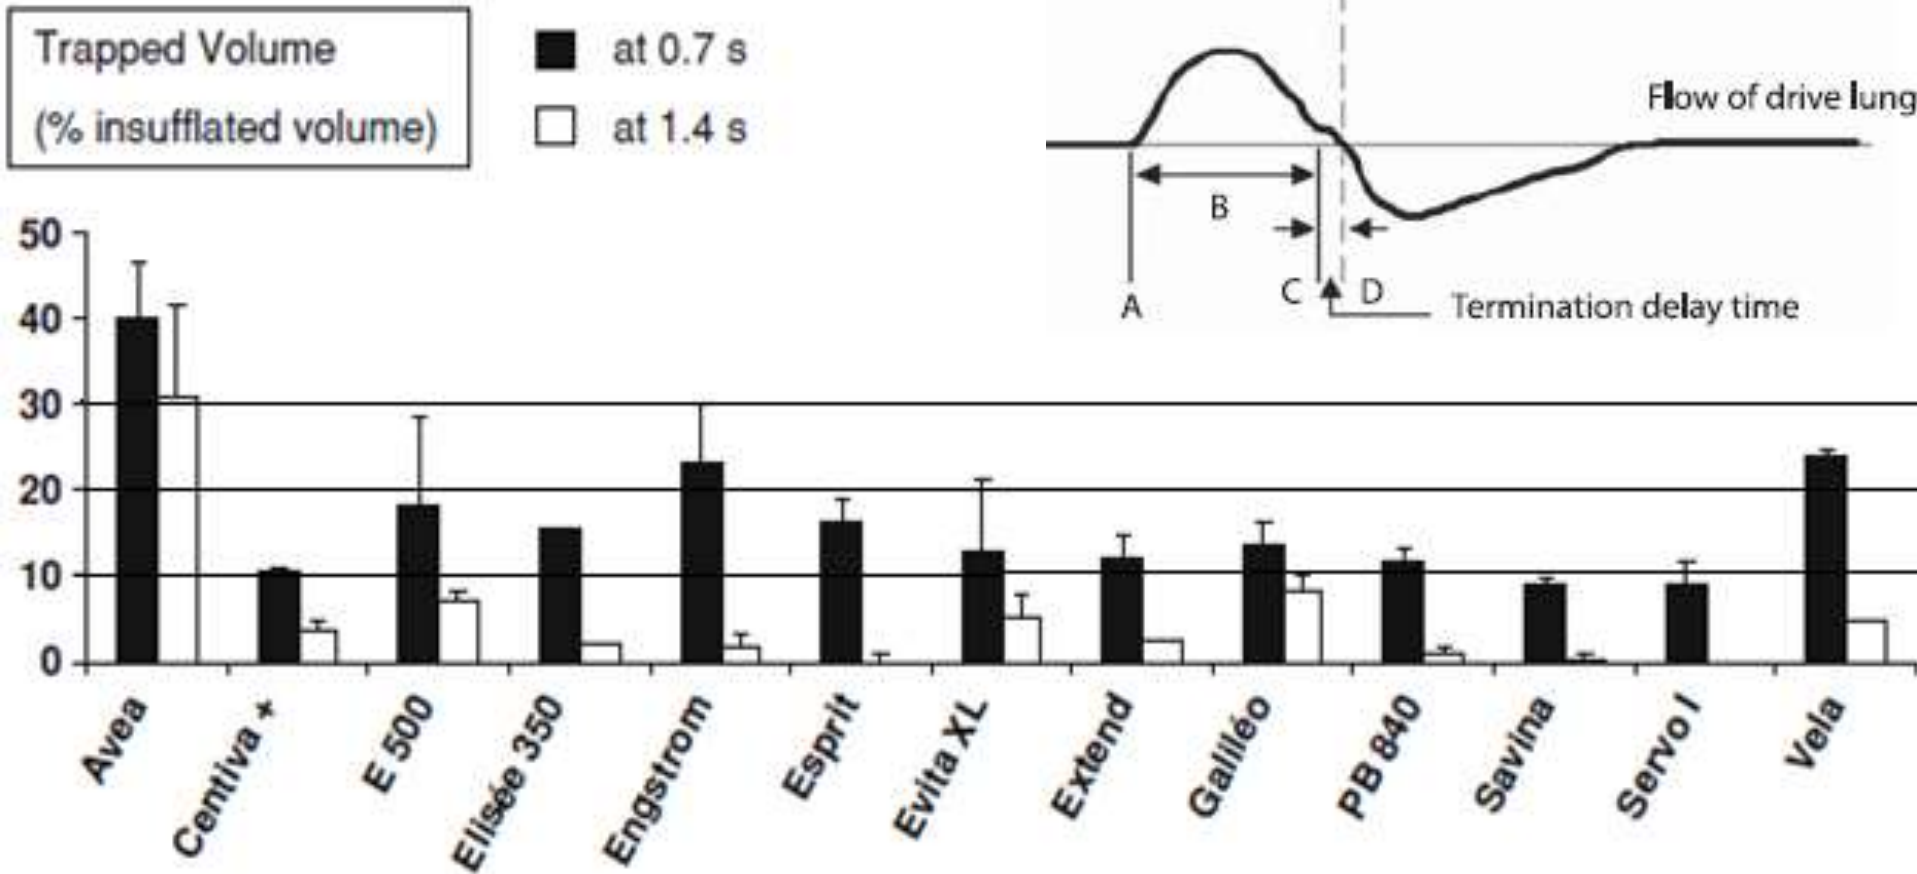 Trapped Volume
(% insufflated volume)
at 0.7 s
at 1.4 s
Flow of drive lung
B
A
C
D
Termination delay time
50
40
30
20
10
0
Avea
Centiva +
E 500
Elisée 350
Engstrom
Esprit
Evita XL
Extend
Galiléo
PB 840
Savina
Servo I
Vela